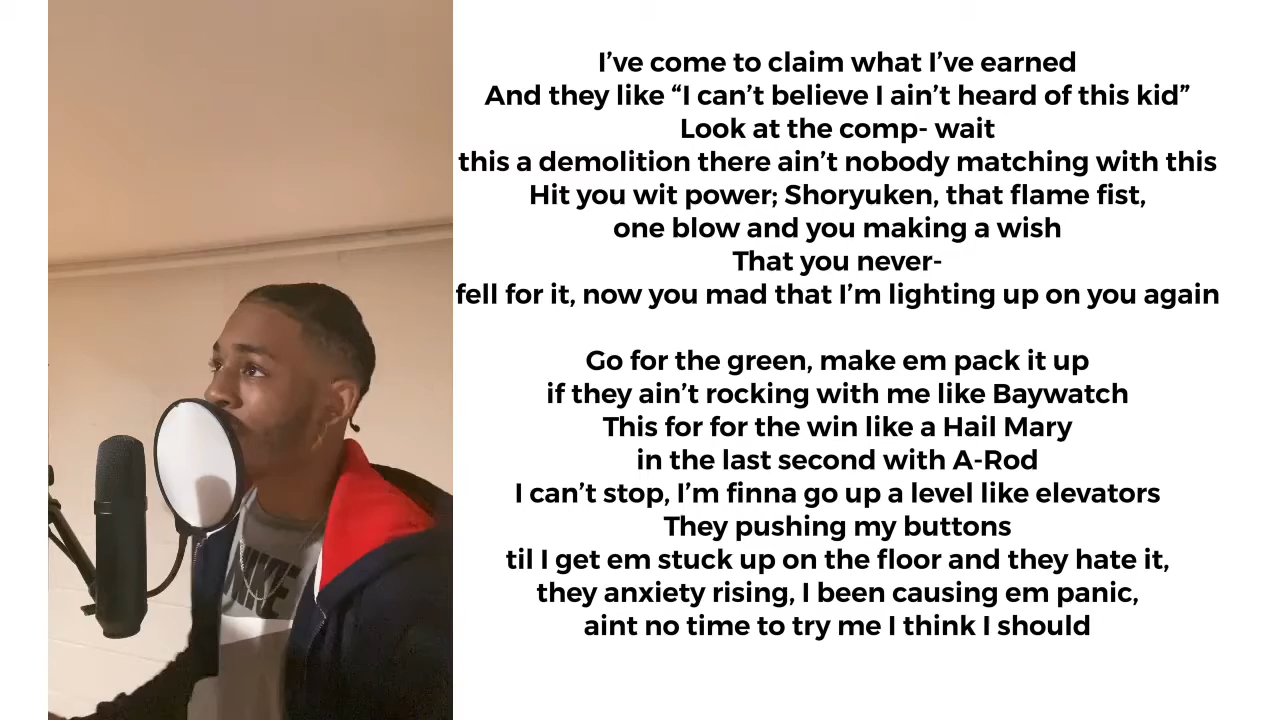 I’ve come to claim what I’ve earned
And they like “I can’t believe I ain’t heard of this kid”
Look at the comp- wait
this a demolition there ain’t nobody matching with this
Hit you wit power; Shoryuken, that flame fist,
one blow and you making a wish
That you never-
fell for it, now you mad that I’m lighting up on you again
Go for the green, make em pack it up
if they ain’t rocking with me like Baywatch
This for for the win like a Hail Mary
in the last second with A-Rod
I can’t stop, I’m finna go up a level like elevators
They pushing my buttons
til I get em stuck up on the floor and they hate it,
they anxiety rising, I been causing em panic,
aint no time to try me I think I should
NIKE